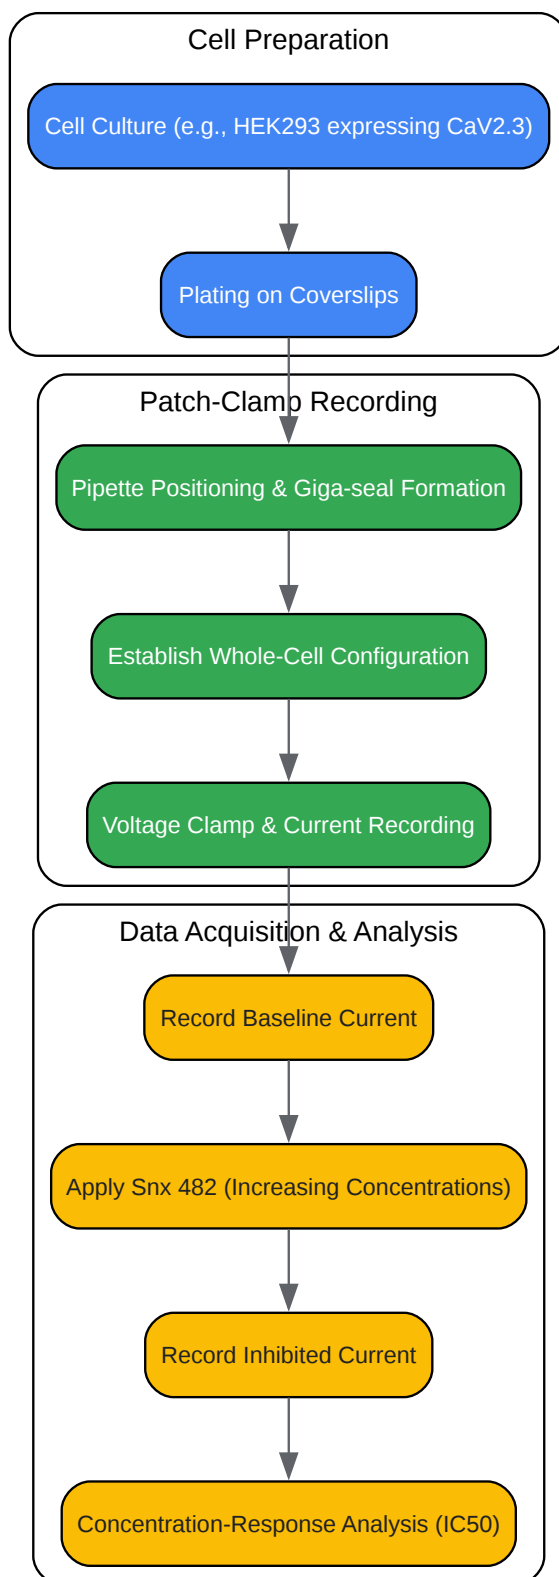 Cell Preparation
Cell Culture (e.g., HEK293 expressing CaV2.3)
Plating on Coverslips
Patch-Clamp Recording
Pipette Positioning & Giga-seal Formation
Establish Whole-Cell Configuration
Voltage Clamp & Current Recording
Data Acquisition & Analysis
Record Baseline Current
Apply Snx 482 (Increasing Concentrations)
Record Inhibited Current
Concentration-Response Analysis (IC50)